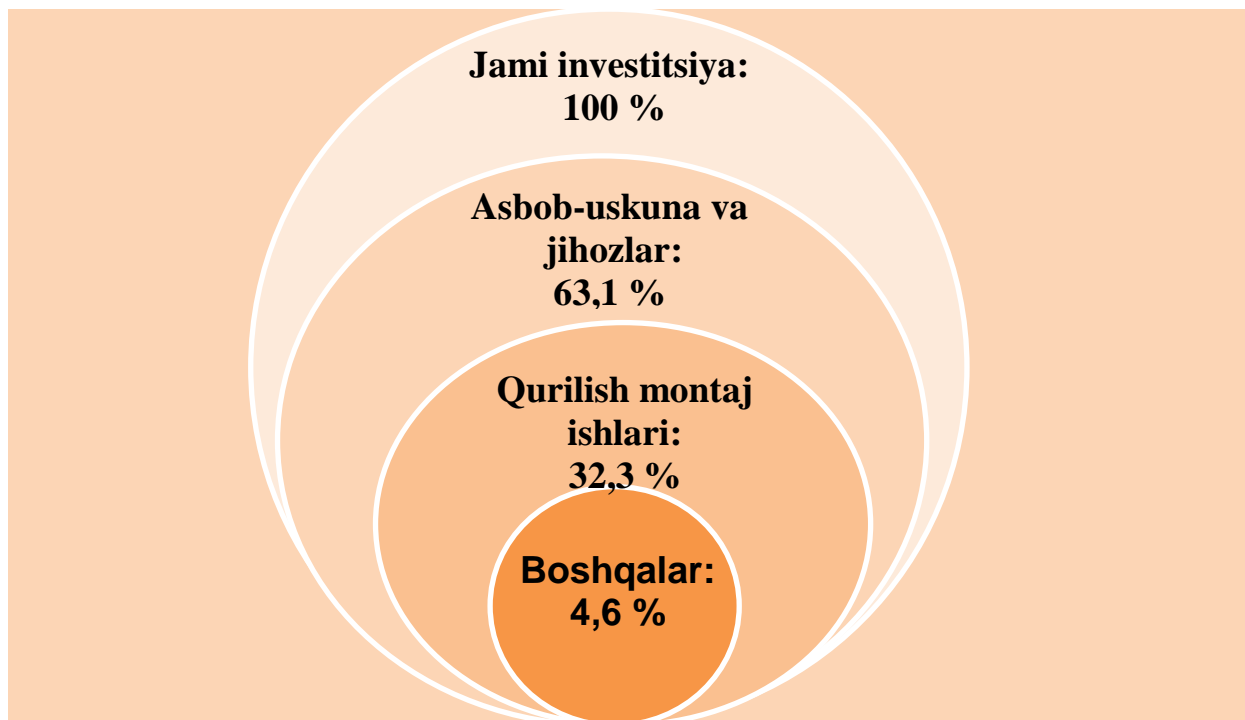 Jami investitsiya:
100 %
Asbob-uskuna va
jihozlar:
63,1 %
Qurilish montaj
ishlari:
32,3 %
Boshqalar:
4,6 %